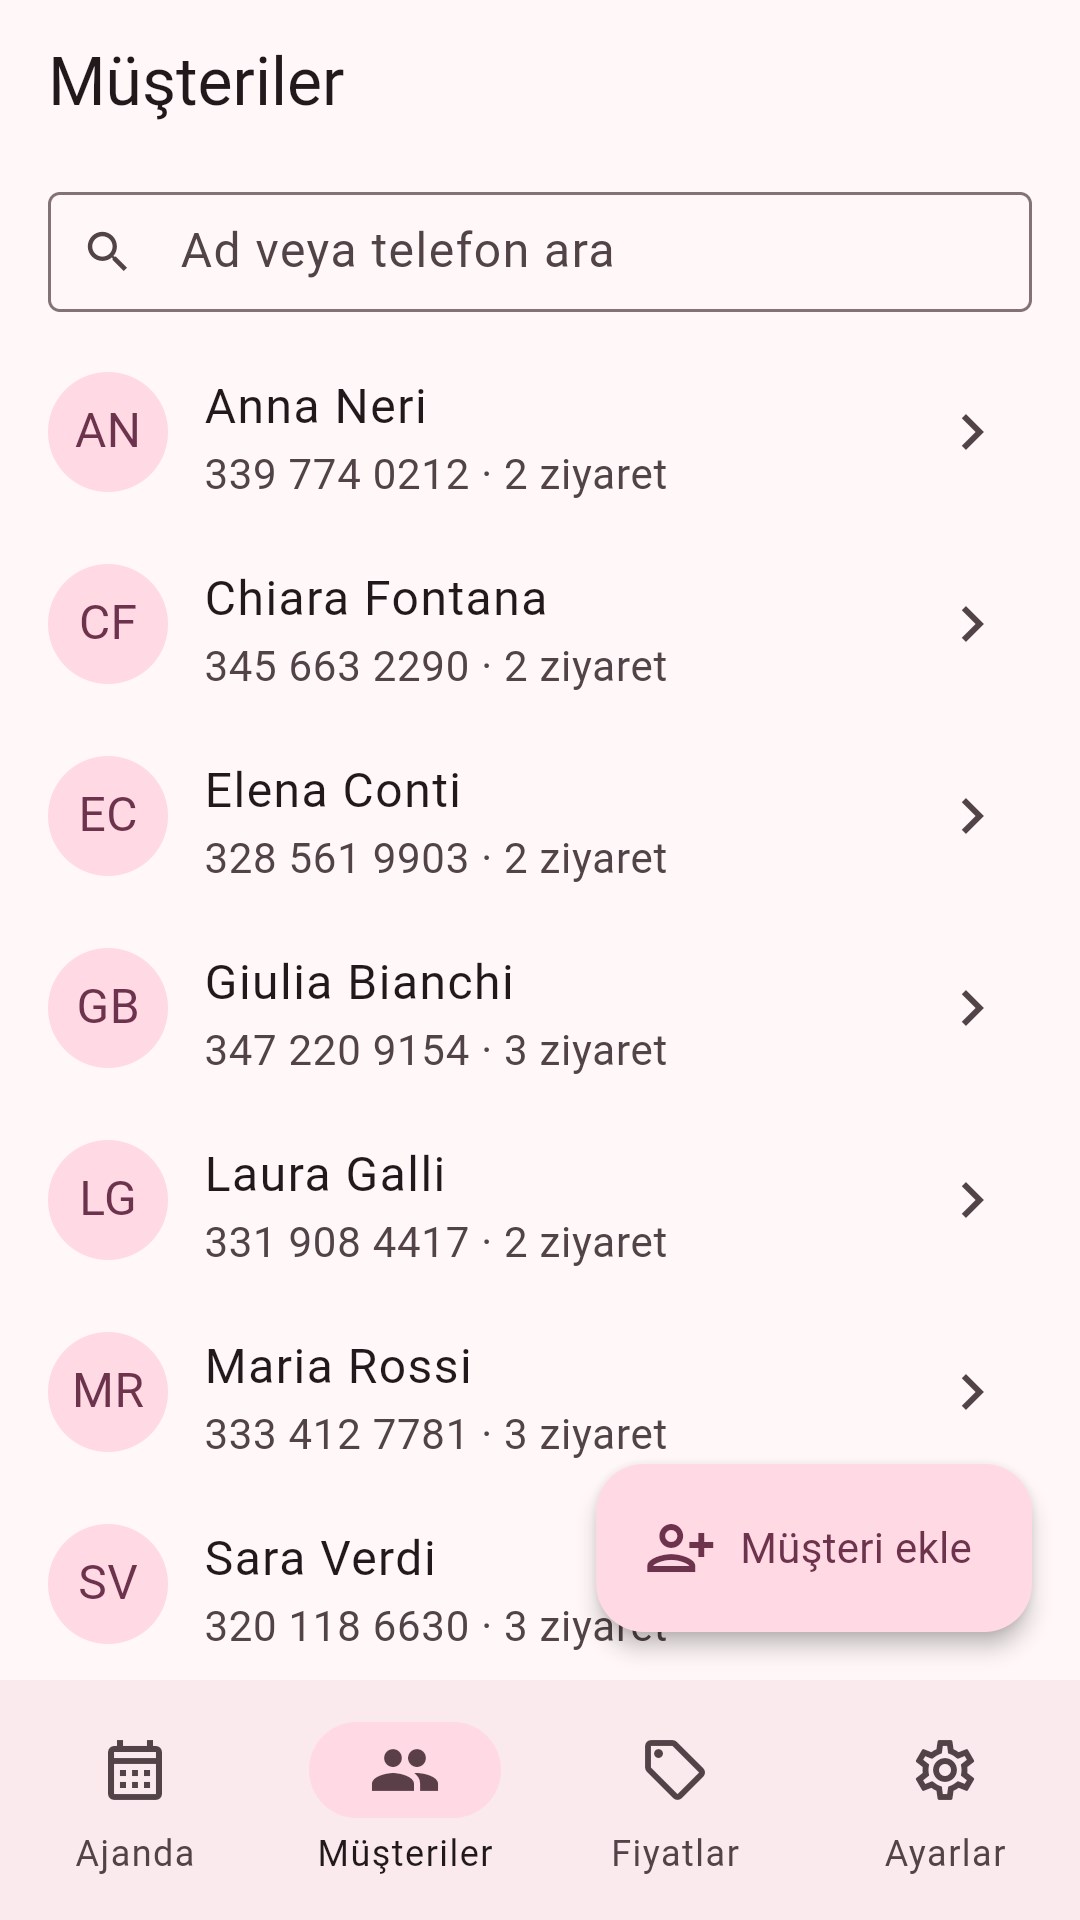 Müşteriler
Ad veya telefon ara
AN
Anna Neri
339 774 0212 · 2 ziyaret
CF
Chiara Fontana
345 663 2290 · 2 ziyaret
EC
Elena Conti
328 561 9903 · 2 ziyaret
GB
Giulia Bianchi
347 220 9154 · 3 ziyaret
LG
Laura Galli
331 908 4417 · 2 ziyaret
MR
Maria Rossi
333 412 7781 · 3 ziyaret
SV
Sara Verdi
320 118 6630 · 3 ziyaret
Müşteri ekle
Ajanda
Müşteriler
Fiyatlar
Ayarlar